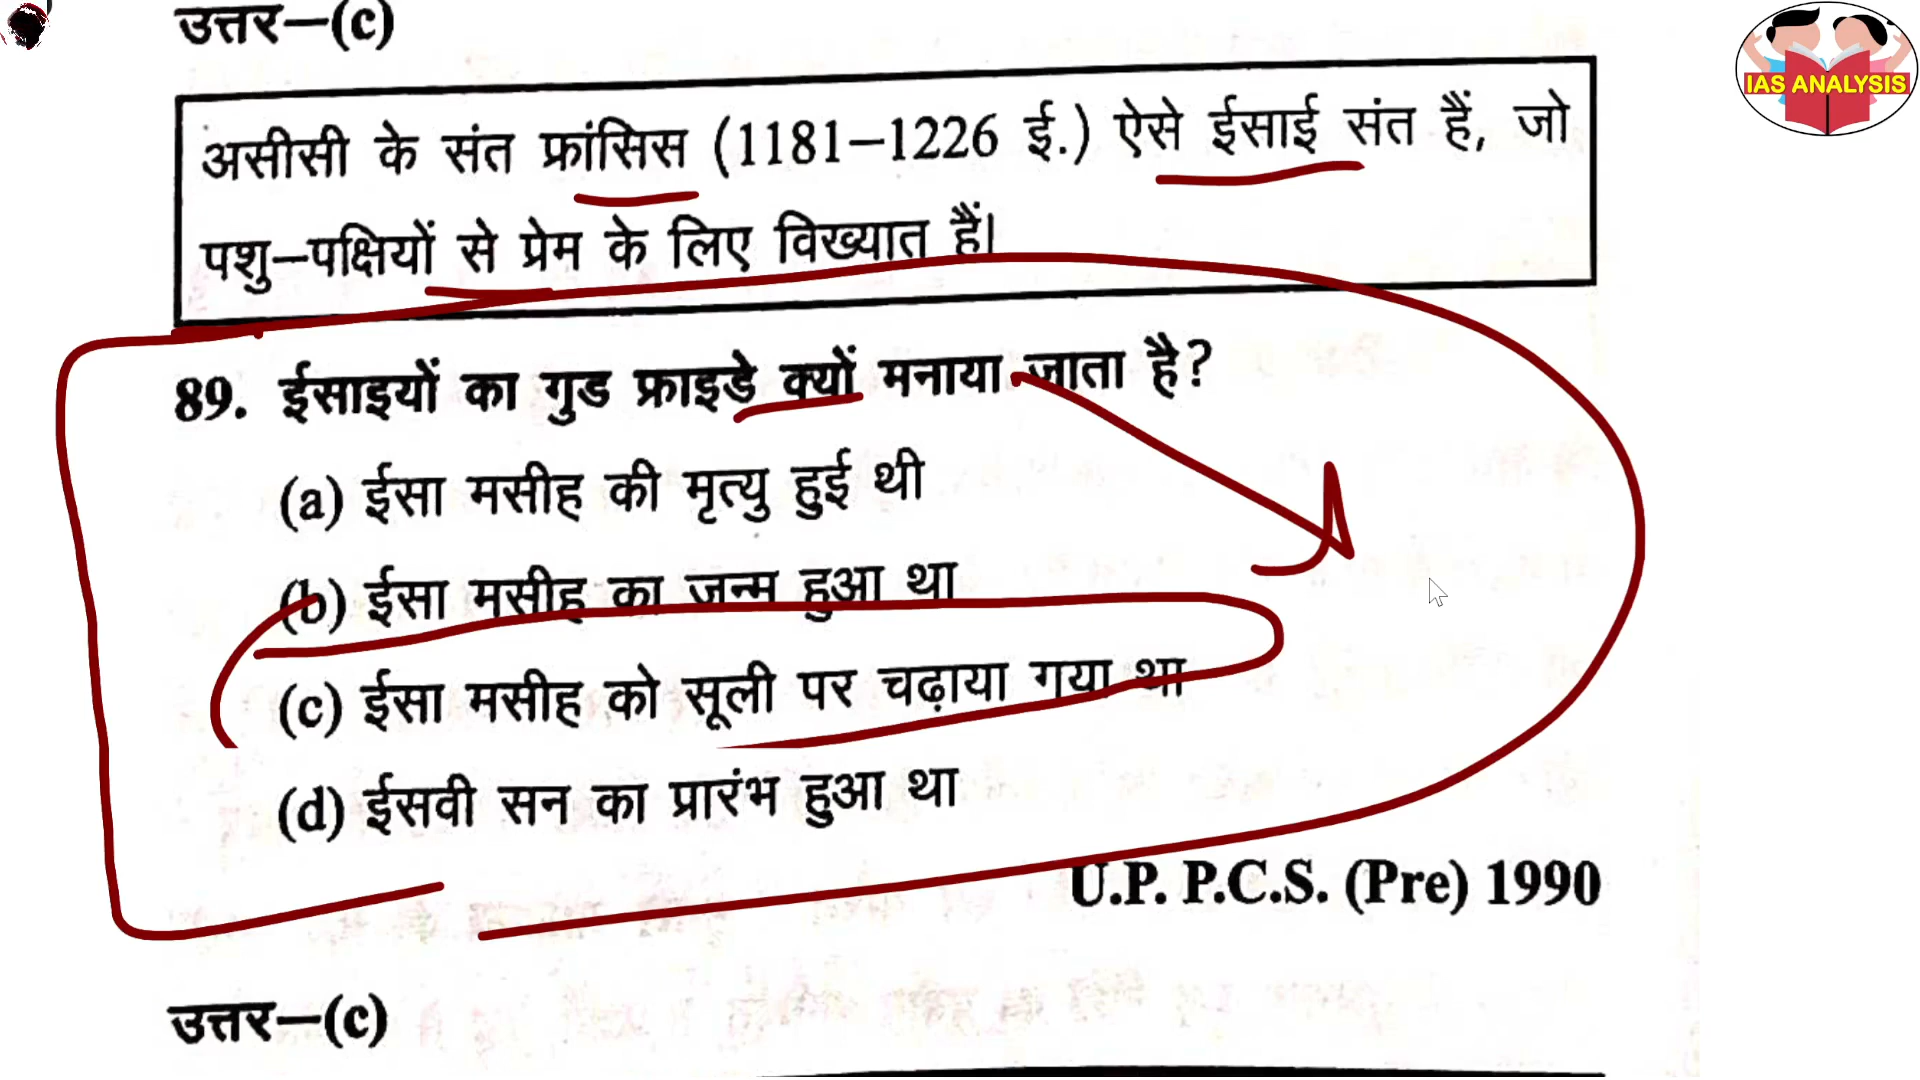 उत्तर–(c)
IAS ANALYSIS
असीसी के संत फ्रांसिस (1181–1226 ई.) ऐसे ईसाई संत हैं, जो
पशु–पक्षियों से प्रेम के लिए विख्यात हैं।
89. ईसाइयों का गुड फ्राइडे क्यों मनाया जाता है?
(a) ईसा मसीह की मृत्यु हुई थी
(b) ईसा मसीह का जन्म हुआ था
(c) ईसा मसीह को सूली पर चढ़ाया गया था
(d) ईसवी सन का प्रारंभ हुआ था
U.P. P.C.S. (Pre) 1990
उत्तर–(c)